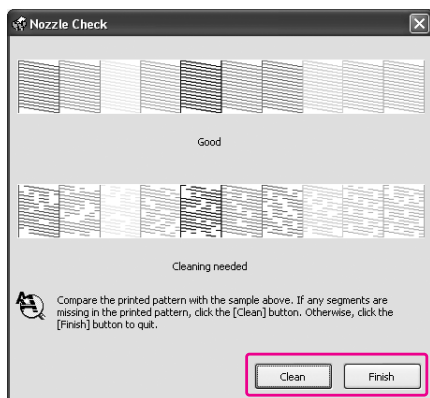 Nozzle Check
Good
Cleaning needed
Compare the printed pattern with the sample above. If any segments are
missing in the printed pattern, click the [Clean] button. Otherwise, click the
[Finish] button to quit.
Clean Finish